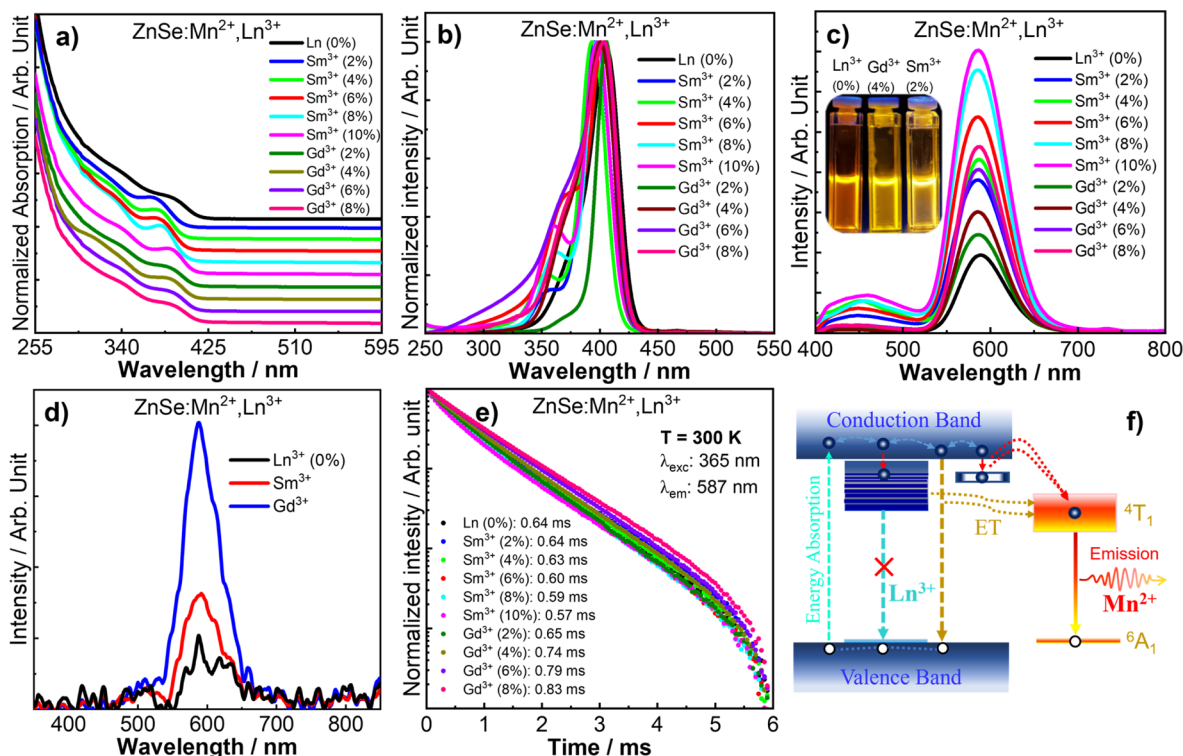 a)
ZnSe:Mn²⁺,Ln³⁺
Ln (0%)
Sm³⁺ (2%)
Sm³⁺ (4%)
Sm³⁺ (6%)
Sm³⁺ (8%)
Sm³⁺ (10%)
Gd³⁺ (2%)
Gd³⁺ (4%)
Gd³⁺ (6%)
Gd³⁺ (8%)
Normalized Absorption / Arb. Unit
255 340 425 510 595
Wavelength / nm
b)
ZnSe:Mn²⁺,Ln³⁺
Ln (0%)
Sm³⁺ (2%)
Sm³⁺ (4%)
Sm³⁺ (6%)
Sm³⁺ (8%)
Sm³⁺ (10%)
Gd³⁺ (2%)
Gd³⁺ (4%)
Gd³⁺ (6%)
Gd³⁺ (8%)
Normalized intensity / Arb. Unit
250 300 350 400 450 500 550
Wavelength / nm
c)
ZnSe:Mn²⁺,Ln³⁺
Ln³⁺ Gd³⁺ Sm³⁺
(0%) (4%) (2%)
Ln³⁺ (0%)
Sm³⁺ (2%)
Sm³⁺ (4%)
Sm³⁺ (6%)
Sm³⁺ (8%)
Sm³⁺ (10%)
Gd³⁺ (2%)
Gd³⁺ (4%)
Gd³⁺ (6%)
Gd³⁺ (8%)
Intensity / Arb. Unit
400 500 600 700 800
Wavelength / nm
d)
ZnSe:Mn²⁺,Ln³⁺
Ln³⁺ (0%)
Sm³⁺
Gd³⁺
Intensity / Arb. Unit
400 500 600 700 800
Wavelength / nm
e)
ZnSe:Mn²⁺,Ln³⁺
T = 300 K
λexc: 365 nm
λem: 587 nm
Ln (0%): 0.64 ms
Sm³⁺ (2%): 0.64 ms
Sm³⁺ (4%): 0.63 ms
Sm³⁺ (6%): 0.60 ms
Sm³⁺ (8%): 0.59 ms
Sm³⁺ (10%): 0.57 ms
Gd³⁺ (2%): 0.65 ms
Gd³⁺ (4%): 0.74 ms
Gd³⁺ (6%): 0.79 ms
Gd³⁺ (8%): 0.83 ms
Normalized intesity / Arb. unit
0 1 2 3 4 5 6
Time / ms
f)
Conduction Band
Energy Absorption
ET
⁴T₁
Emission
Mn²⁺
Ln³⁺
⁶A₁
Valence Band